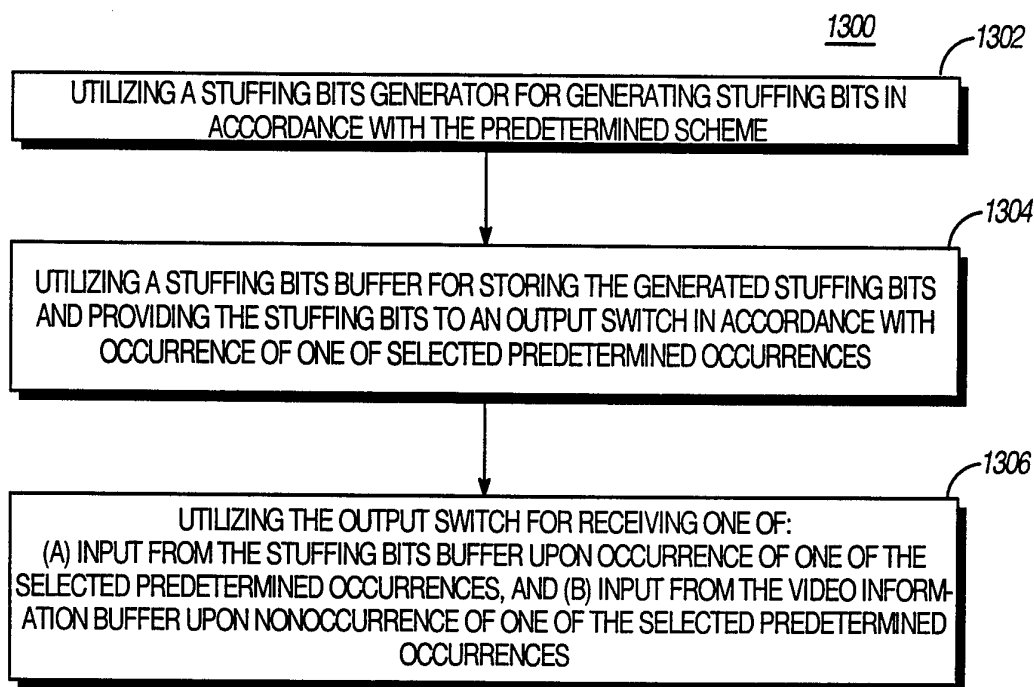 1300
1302
UTILIZING A STUFFING BITS GENERATOR FOR GENERATING STUFFING BITS IN
ACCORDANCE WITH THE PREDETERMINED SCHEME
1304
UTILIZING A STUFFING BITS BUFFER FOR STORING THE GENERATED STUFFING BITS
AND PROVIDING THE STUFFING BITS TO AN OUTPUT SWITCH IN ACCORDANCE WITH
OCCURRENCE OF ONE OF SELECTED PREDETERMINED OCCURRENCES
1306
UTILIZING THE OUTPUT SWITCH FOR RECEIVING ONE OF:
(A) INPUT FROM THE STUFFING BITS BUFFER UPON OCCURRENCE OF ONE OF THE
SELECTED PREDETERMINED OCCURRENCES, AND (B) INPUT FROM THE VIDEO INFORM-
ATION BUFFER UPON NONOCCURRENCE OF ONE OF THE SELECTED PREDETERMINED
OCCURRENCES